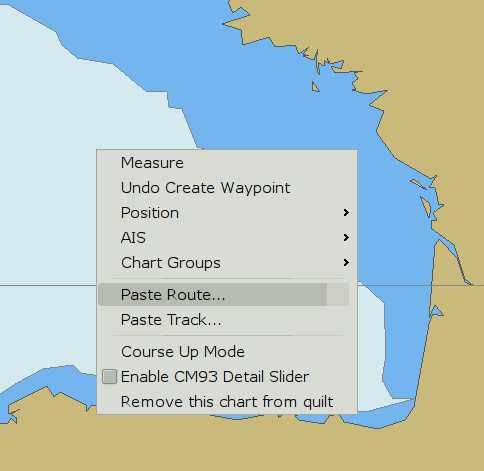 Measure
Undo Create Waypoint
Position
AIS
Chart Groups
Paste Route...
Paste Track...
Course Up Mode
Enable CM93 Detail Slider
Remove this chart from quilt